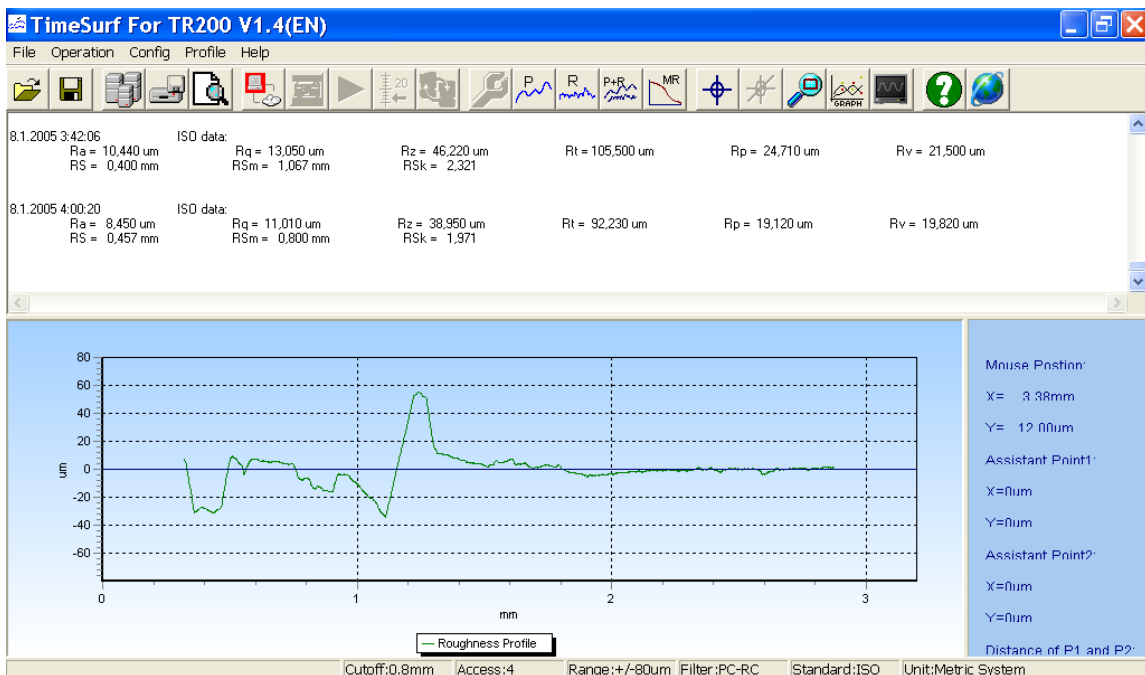 TimeSurf For TR200 V1.4(EN)
File Operation Config Profile Help
P R P+R MR GRAPH
20
8.1.2005 3:42:06 ISO data:
Ra = 10,440 um Rq = 13,050 um Rz = 46,220 um Rt = 105,500 um Rp = 24,710 um Rv = 21,500 um
RS = 0,400 mm RSm = 1,067 mm RSk = 2,321
8.1.2005 4:00:20 ISO data:
Ra = 8,450 um Rq = 11,010 um Rz = 38,950 um Rt = 92,230 um Rp = 19,120 um Rv = 19,820 um
RS = 0,457 mm RSm = 0,800 mm RSk = 1,971
80
60
40
20
0
-20
-40
-60
um
0 1 2 3
mm
Roughness Profile
Mouse Postion:
X= 3.38mm
Y= 12.00um
Assistant Point1:
X=0um
Y=0um
Assistant Point2:
X=0um
Y=0um
Distance of P1 and P2:
Cutoff:0.8mm Access:4 Range:+/-80um Filter:PC-RC Standard:ISO Unit:Metric System